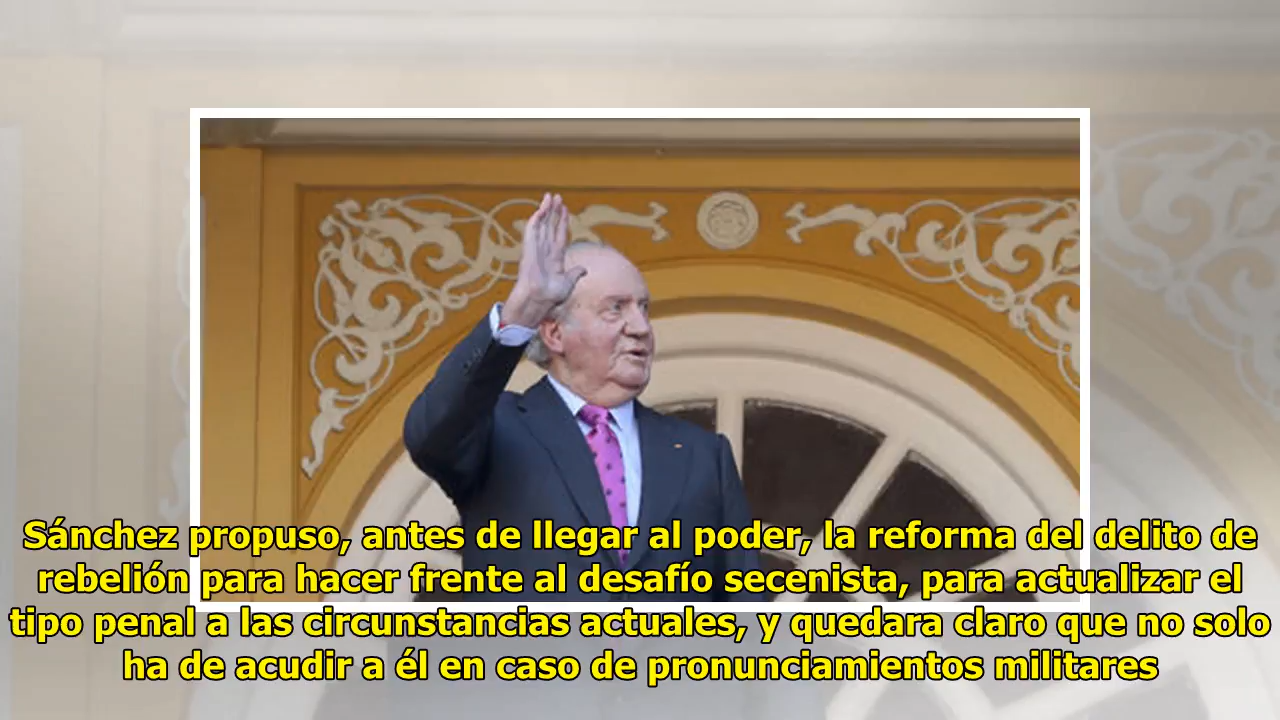 Sánchez propuso, antes de llegar al poder, la reforma del delito de
rebelión para hacer frente al desafío secenista, para actualizar el
tipo penal a las circunstancias actuales, y quedara claro que no solo
ha de acudir a él en caso de pronunciamientos militares